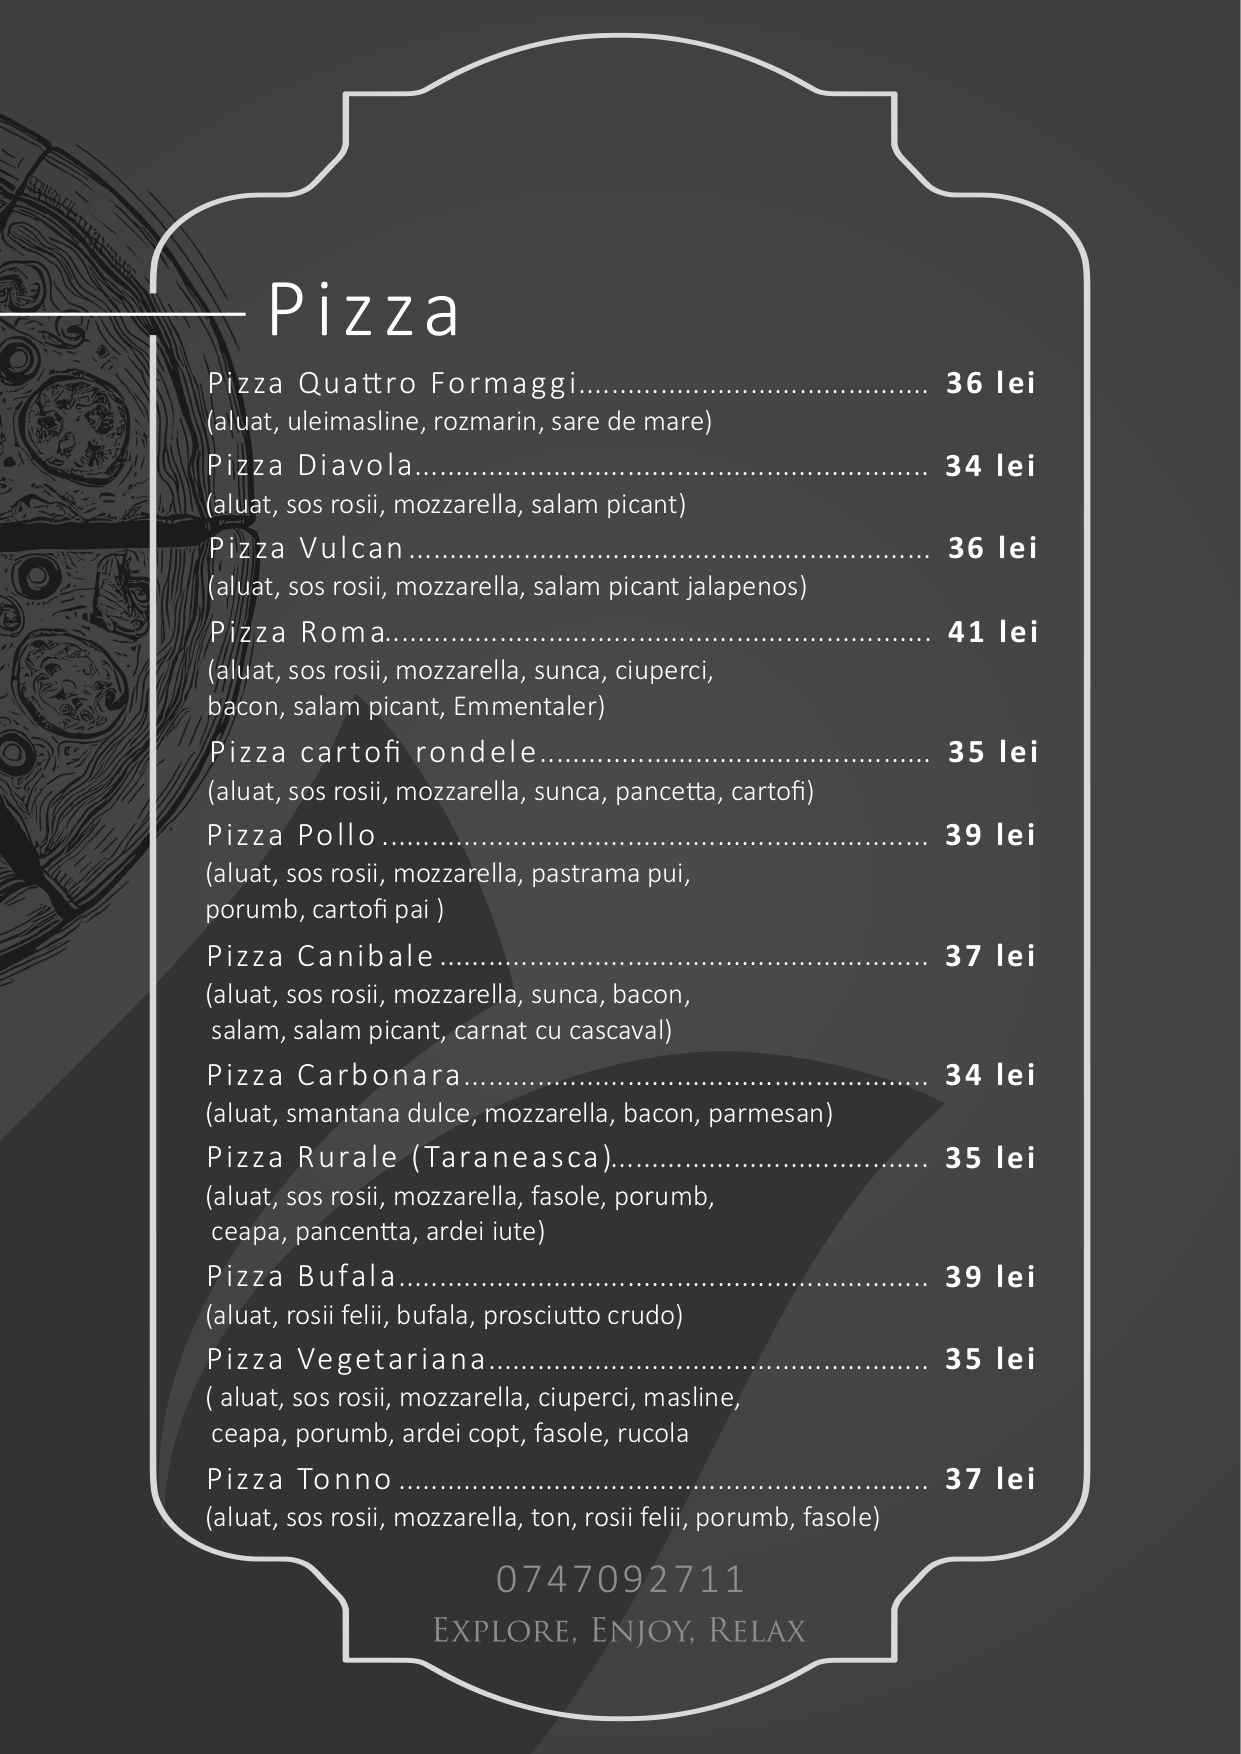 Pizza
Pizza Quattro Formaggi........................................... 36 lei
(aluat, uleimasline, rozmarin, sare de mare)
Pizza Diavola............................................................... 34 lei
(aluat, sos rosii, mozzarella, salam picant)
Pizza Vulcan................................................................ 36 lei
(aluat, sos rosii, mozzarella, salam picant jalapenos)
Pizza Roma................................................................... 41 lei
(aluat, sos rosii, mozzarella, sunca, ciuperci,
bacon, salam picant, Emmentaler)
Pizza cartofi rondele................................................ 35 lei
(aluat, sos rosii, mozzarella, sunca, pancetta, cartofi)
Pizza Pollo ................................................................... 39 lei
(aluat, sos rosii, mozzarella, pastrama pui,
porumb, cartofi pai )
Pizza Canibale ............................................................ 37 lei
(aluat, sos rosii, mozzarella, sunca, bacon,
salam, salam picant, carnat cu cascaval)
Pizza Carbonara......................................................... 34 lei
(aluat, smantana dulce, mozzarella, bacon, parmesan)
Pizza Rurale (Taraneasca)....................................... 35 lei
(aluat, sos rosii, mozzarella, fasole, porumb,
ceapa, pancentta, ardei iute)
Pizza Bufala................................................................. 39 lei
(aluat, rosii felii, bufala, prosciutto crudo)
Pizza Vegetariana...................................................... 35 lei
( aluat, sos rosii, mozzarella, ciuperci, masline,
ceapa, porumb, ardei copt, fasole, rucola
Pizza Tonno ................................................................. 37 lei
(aluat, sos rosii, mozzarella, ton, rosii felii, porumb, fasole)
0747092711
Explore, Enjoy, Relax